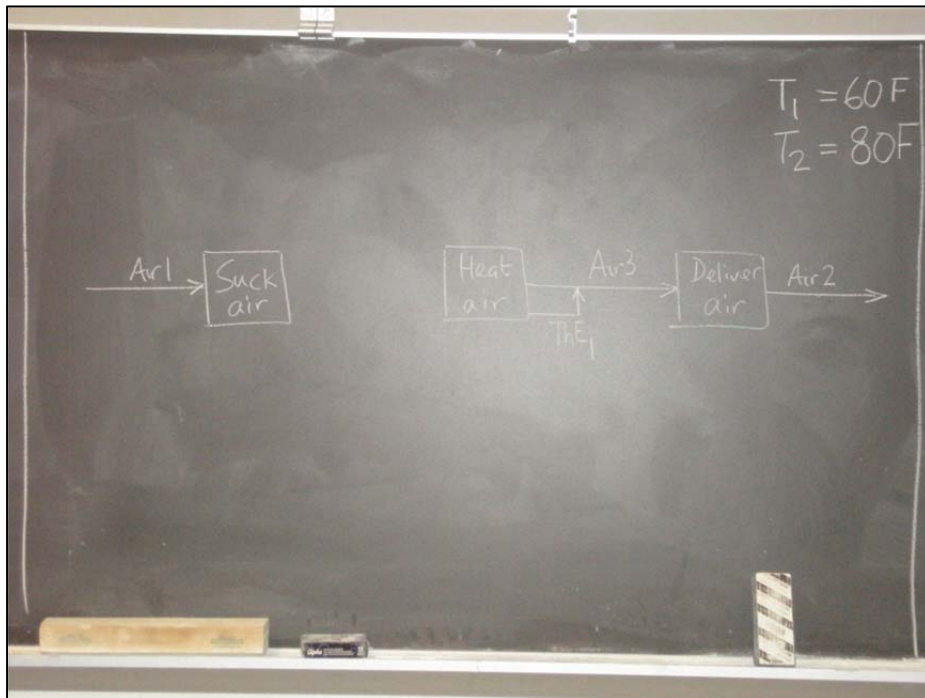 T1 = 60F
T2 = 80F
Air1
Suck
air
Heat
air
Air3
ThE1
Deliver
air
Air2